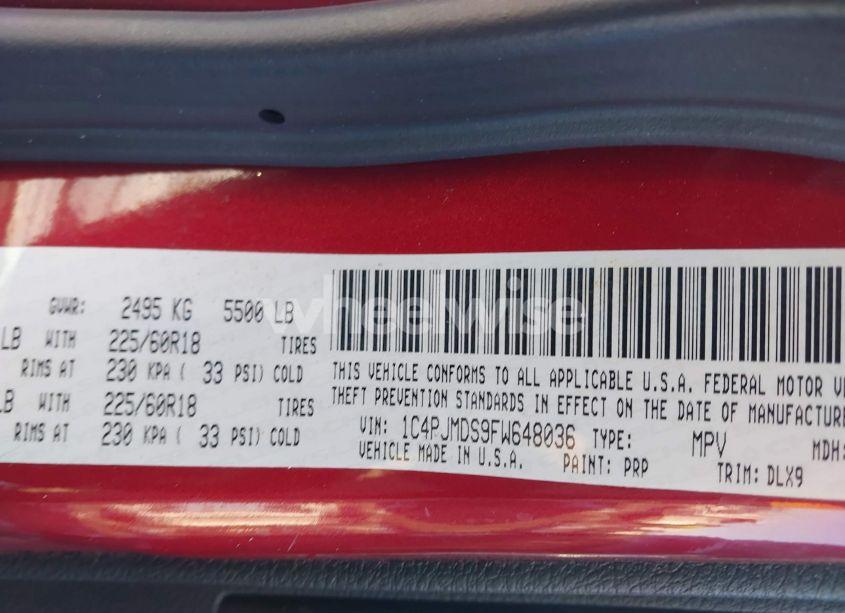 GVWR: 2495 KG 5500 LB
LB WITH 225/60R18 TIRES
RIMS AT 230 KPA ( 33 PSI) COLD
LB WITH 225/60R18 TIRES
RIMS AT 230 KPA ( 33 PSI) COLD
wheelwise
THIS VEHICLE CONFORMS TO ALL APPLICABLE U.S.A. FEDERAL MOTOR VE
THEFT PREVENTION STANDARDS IN EFFECT ON THE DATE OF MANUFACTURE
VIN: 1C4PJMDS9FW648036 TYPE: MPV MDH:
VEHICLE MADE IN U.S.A. PAINT: PRP TRIM: DLX9